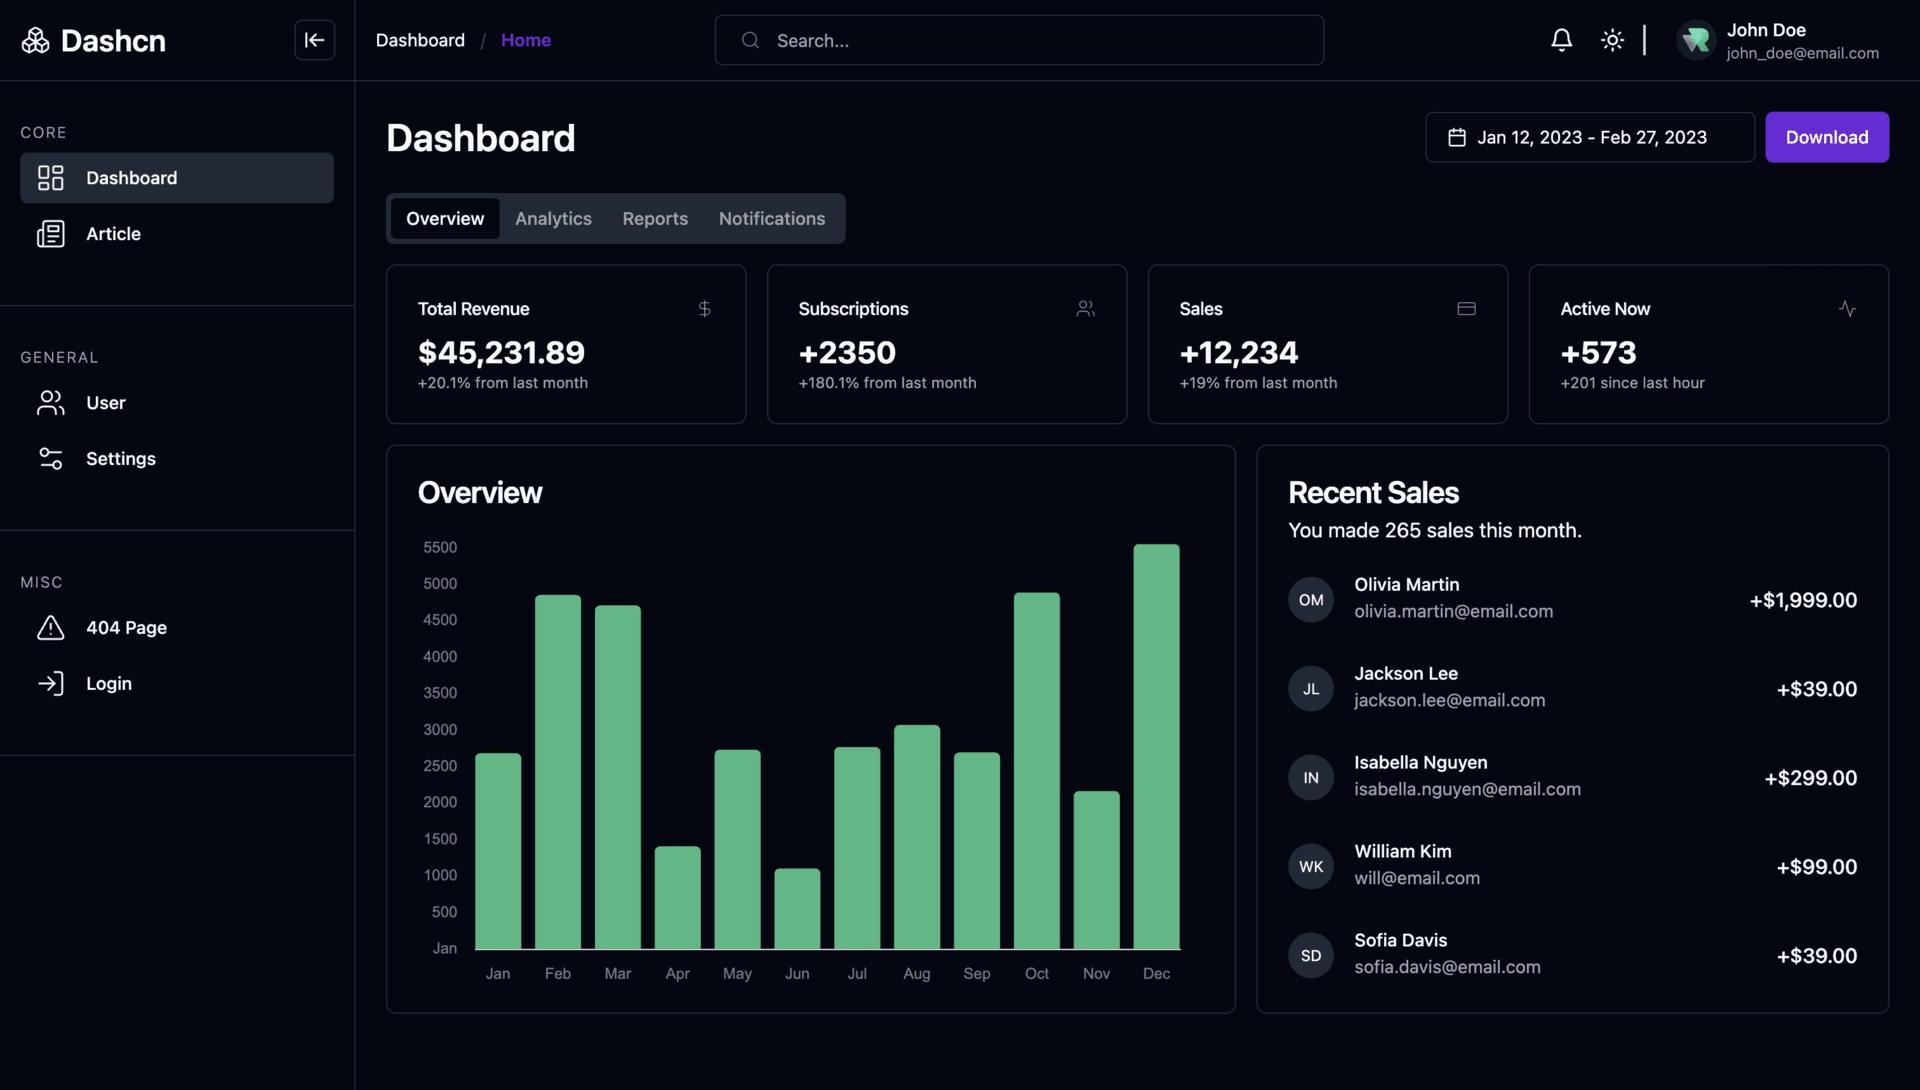 Dashcn
Dashboard / Home
Search...
John Doe
john_doe@email.com
CORE
Dashboard
Article
GENERAL
User
Settings
MISC
404 Page
Login
Dashboard
Jan 12, 2023 - Feb 27, 2023
Download
Overview Analytics Reports Notifications
Total Revenue
$45,231.89
+20.1% from last month
Subscriptions
+2350
+180.1% from last month
Sales
+12,234
+19% from last month
Active Now
+573
+201 since last hour
Overview
5500
5000
4500
4000
3500
3000
2500
2000
1500
1000
500
Jan
Jan Feb Mar Apr May Jun Jul Aug Sep Oct Nov Dec
Recent Sales
You made 265 sales this month.
OM
Olivia Martin
olivia.martin@email.com
+$1,999.00
JL
Jackson Lee
jackson.lee@email.com
+$39.00
IN
Isabella Nguyen
isabella.nguyen@email.com
+$299.00
WK
William Kim
will@email.com
+$99.00
SD
Sofia Davis
sofia.davis@email.com
+$39.00